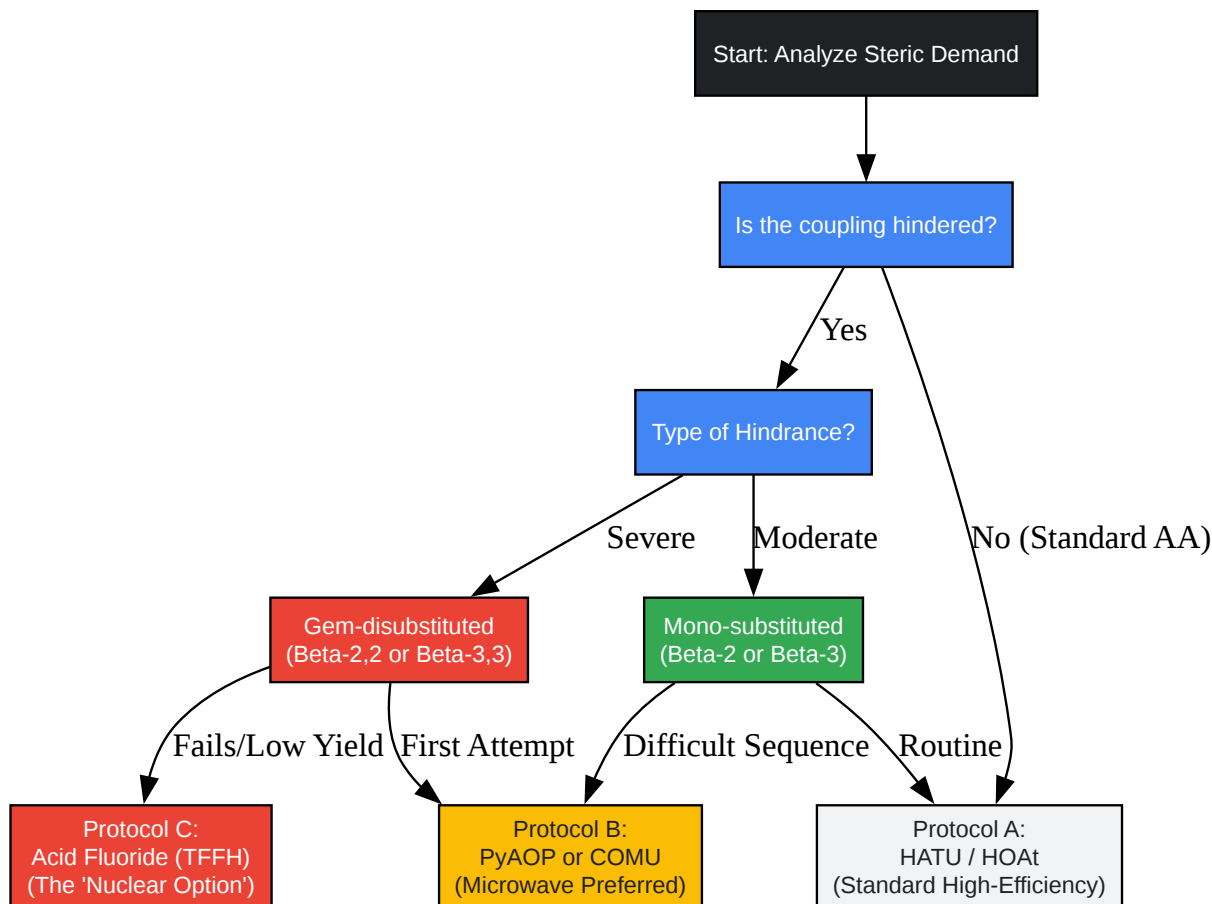 Start: Analyze Steric Demand
Is the coupling hindered?
Yes
Type of Hindrance?
Severe
Moderate
No (Standard AA)
Gem-disubstituted
(Beta-2,2 or Beta-3,3)
Mono-substituted
(Beta-2 or Beta-3)
Fails/Low Yield
First Attempt
Difficult Sequence
Routine
Protocol C:
Acid Fluoride (TFFH)
(The 'Nuclear Option')
Protocol B:
PyAOP or COMU
(Microwave Preferred)
Protocol A:
HATU / HOAt
(Standard High-Efficiency)